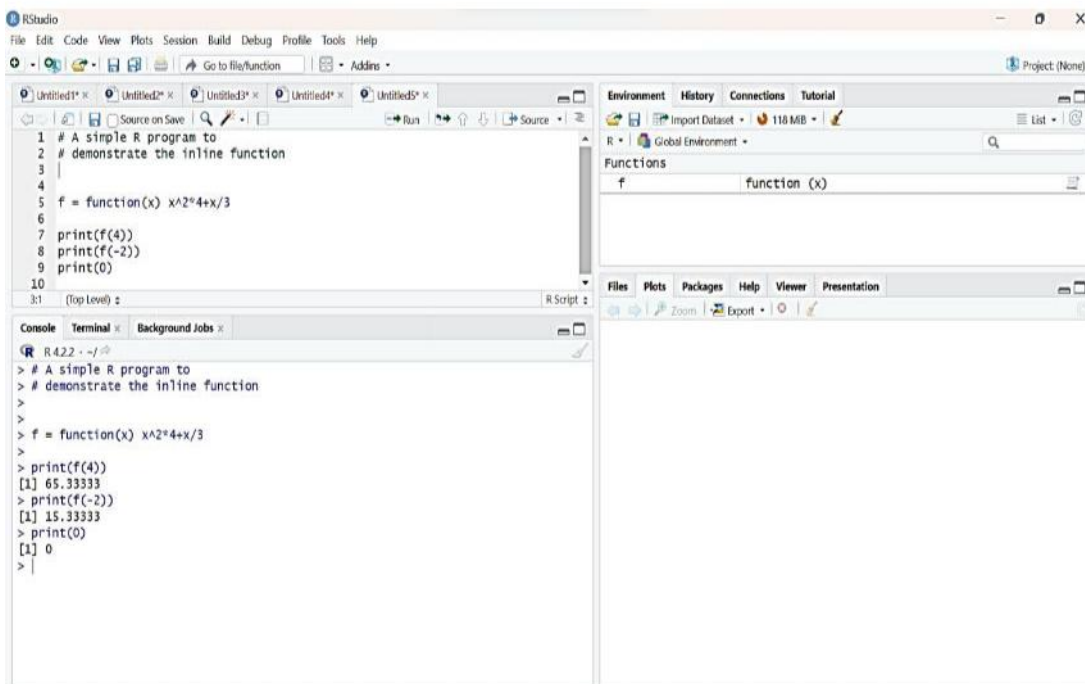 RStudio
File Edit Code View Plots Session Build Debug Profile Tools Help
Go to file/function Addins
Project: (None)
Untitled1* Untitled2* Untitled3* Untitled4* Untitled5*
Source on Save Run Source
1 # A simple R program to
2 # demonstrate the inline function
3
4
5 f = function(x) x^2*4+x/3
6
7 print(f(4))
8 print(f(-2))
9 print(0)
10
3:1 (Top Level) R Script
Console Terminal Background Jobs
R 4.2.2 · ~/
> # A simple R program to
> # demonstrate the inline function
>
>
> f = function(x) x^2*4+x/3
>
> print(f(4))
[1] 65.33333
> print(f(-2))
[1] 15.33333
> print(0)
[1] 0
>
Environment History Connections Tutorial
Import Dataset 118 MiB List
R Global Environment
Functions
f function (x)
Files Plots Packages Help Viewer Presentation
Zoom Export